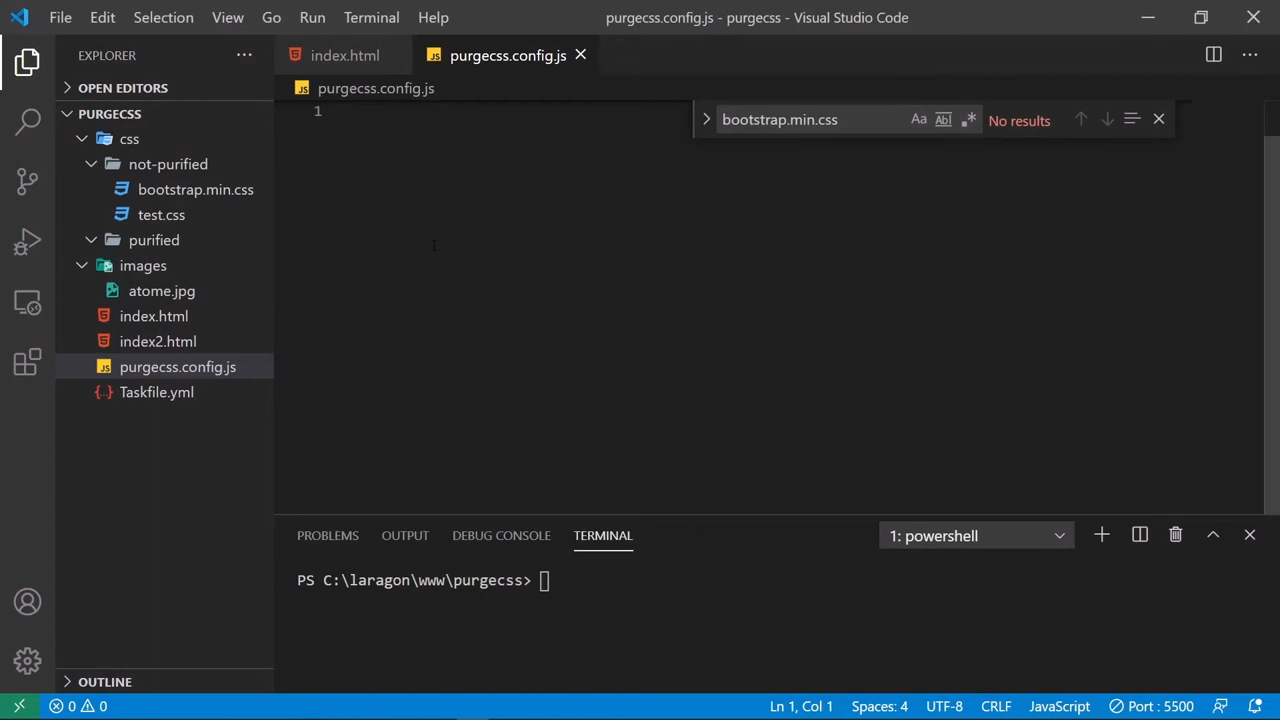 File Edit Selection View Go Run Terminal Help
purgecss.config.js - purgecss - Visual Studio Code
EXPLORER
index.html
JS purgecss.config.js
OPEN EDITORS
JS purgecss.config.js
PURGECSS
1
bootstrap.min.css
Aa
Abl
No results
css
not-purified
bootstrap.min.css
test.css
purified
images
atome.jpg
index.html
index2.html
JS purgecss.config.js
Taskfile.yml
PROBLEMS OUTPUT DEBUG CONSOLE TERMINAL
1: powershell
PS C:\laragon\www\purgecss>
OUTLINE
0 0
Ln 1, Col 1 Spaces: 4 UTF-8 CRLF JavaScript Port : 5500